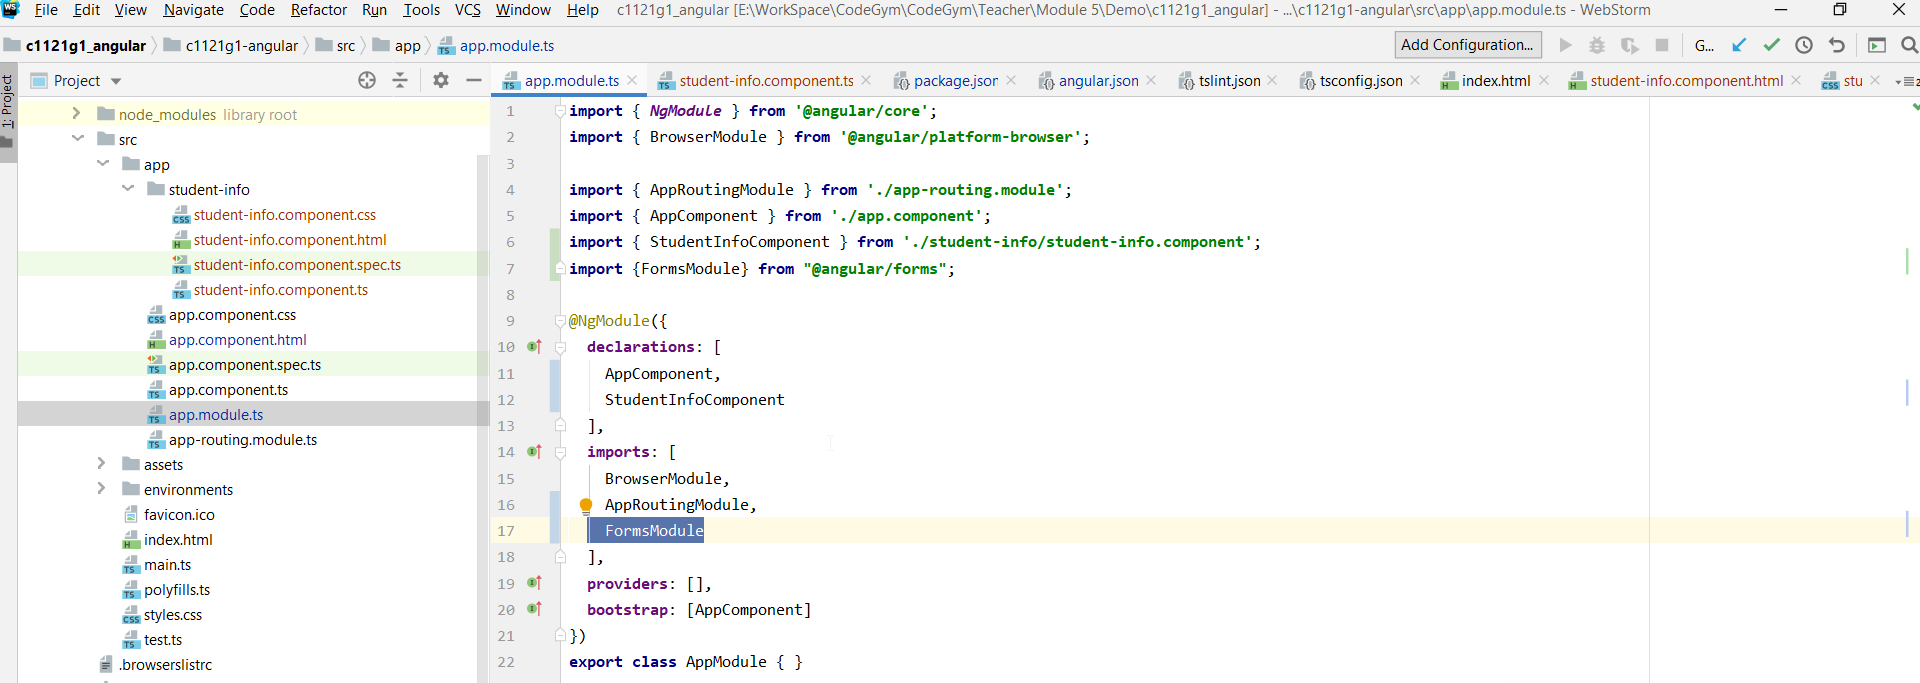 WS File Edit View Navigate Code Refactor Run Tools VCS Window Help c1121g1_angular [E:\WorkSpace\CodeGym\CodeGym\Teacher\Module 5\Demo\c1121g1_angular] - ...\c1121g1-angular\src\app\app.module.ts - WebStorm
c1121g1_angular c1121g1-angular src app app.module.ts Add Configuration... G...
1: Project
Project
app.module.ts student-info.component.ts package.json angular.json tslint.json tsconfig.json index.html student-info.component.html stu
node_modules library root
src
app
student-info
student-info.component.css
student-info.component.html
student-info.component.spec.ts
student-info.component.ts
app.component.css
app.component.html
app.component.spec.ts
app.component.ts
app.module.ts
app-routing.module.ts
assets
environments
favicon.ico
index.html
main.ts
polyfills.ts
styles.css
test.ts
.browserslistrc
1 import { NgModule } from '@angular/core';
2 import { BrowserModule } from '@angular/platform-browser';
3
4 import { AppRoutingModule } from './app-routing.module';
5 import { AppComponent } from './app.component';
6 import { StudentInfoComponent } from './student-info/student-info.component';
7 import {FormsModule} from "@angular/forms";
8
9 @NgModule({
10 declarations: [
11 AppComponent,
12 StudentInfoComponent
13 ],
14 imports: [
15 BrowserModule,
16 AppRoutingModule,
17 FormsModule
18 ],
19 providers: [],
20 bootstrap: [AppComponent]
21 })
22 export class AppModule { }